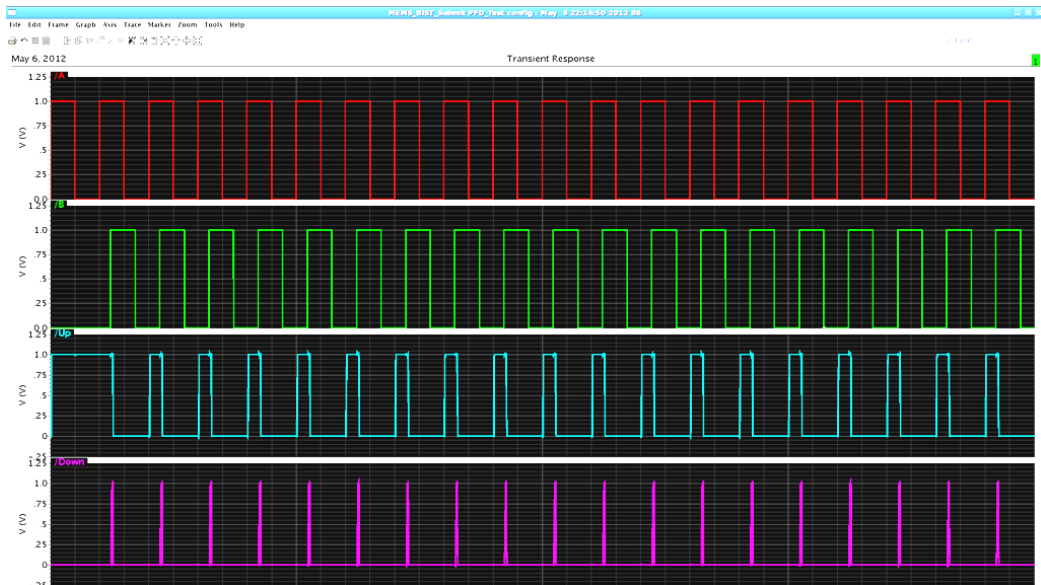 MEMS_BIST_Submit PFD_Test config : May 6 22:14:50 2012 86
File Edit Frame Graph Axis Trace Marker Zoom Tools Help
May 6, 2012
Transient Response
1
/A
1.25
1.0
.75
.5
.25
0.0
V (V)
/B
1.25
1.0
.75
.5
.25
0.0
V (V)
/Up
1.25
1.0
.75
.5
.25
0
-.25
V (V)
/Down
1.25
1.0
.75
.5
.25
0
V (V)